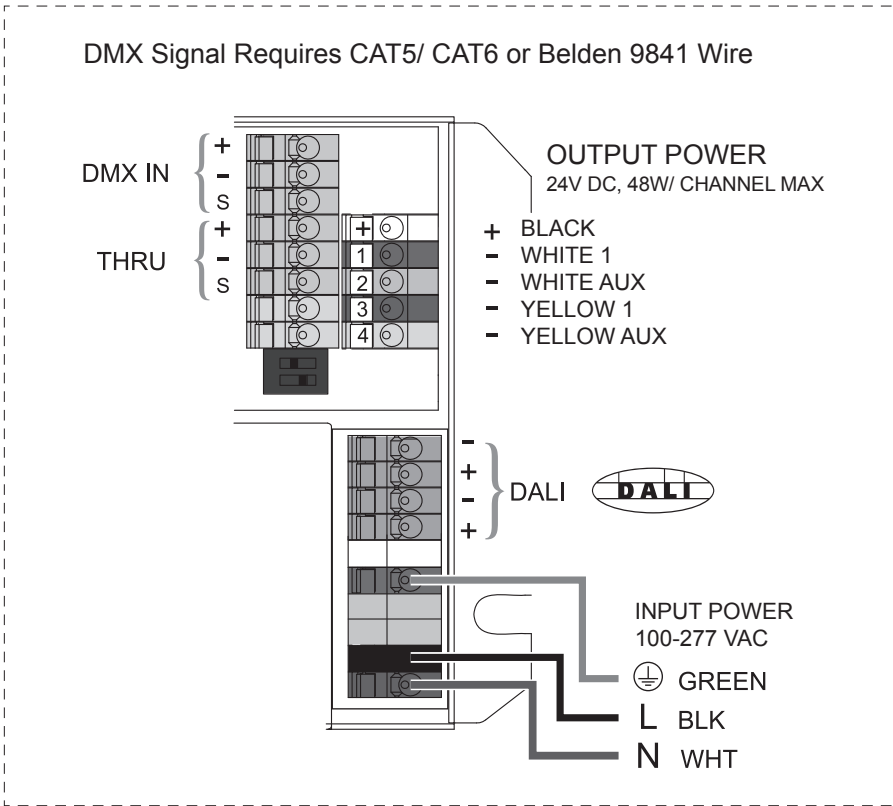 DMX Signal Requires CAT5/ CAT6 or Belden 9841 Wire
DMX IN
+
-
S
THRU
+
-
S
+
1
2
3
4
OUTPUT POWER
24V DC, 48W/ CHANNEL MAX
+ BLACK
- WHITE 1
- WHITE AUX
- YELLOW 1
- YELLOW AUX
-
+
-
+
DALI
DALI
INPUT POWER
100-277 VAC
GREEN
L BLK
N WHT